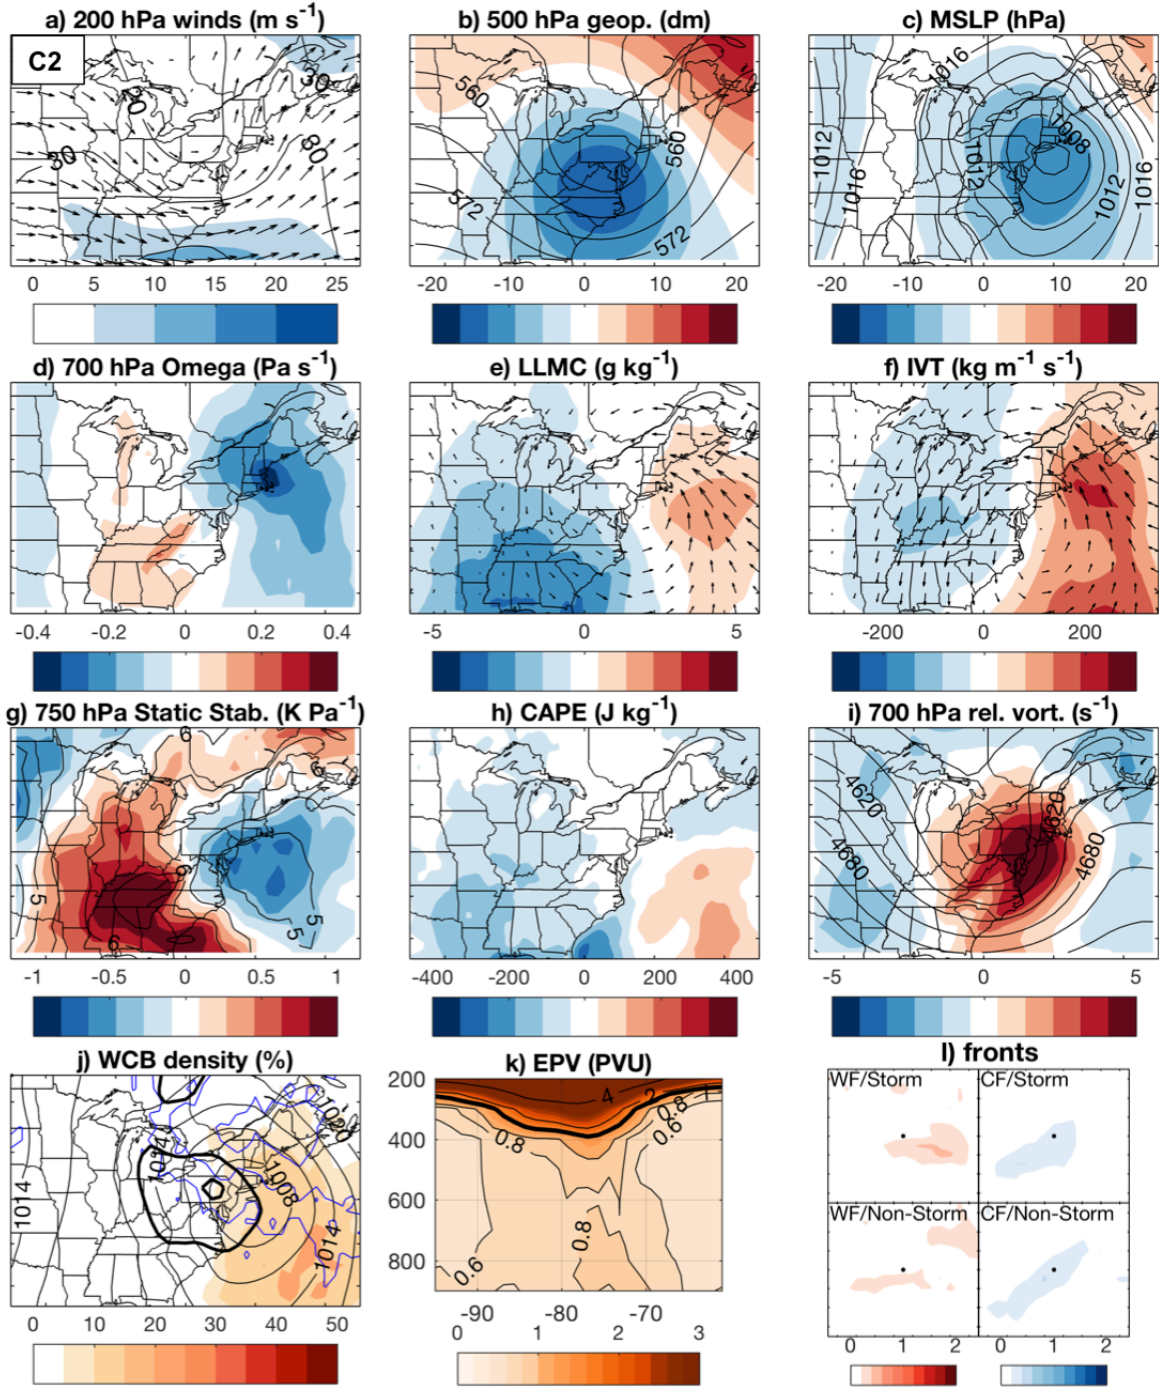 a) 200 hPa winds (m s⁻¹)
b) 500 hPa geop. (dm)
c) MSLP (hPa)
C2
30
30
80
560
560
572
572
1016
1008
1012
1012
1016
1012
1016
0 5 10 15 20 25
-20 -10 0 10 20
-20 -10 0 10 20
d) 700 hPa Omega (Pa s⁻¹)
e) LLMC (g kg⁻¹)
f) IVT (kg m⁻¹ s⁻¹)
-0.4 -0.2 0 0.2 0.4
-5 0 5
-200 0 200
g) 750 hPa Static Stab. (K Pa⁻¹)
h) CAPE (J kg⁻¹)
i) 700 hPa rel. vort. (s⁻¹)
6
6
6
5
5
5
6
4620
4620
4680
4680
-1 -0.5 0 0.5 1
-400 -200 0 200 400
-5 0 5
j) WCB density (%)
k) EPV (PVU)
l) fronts
1020
1014
1008
1014
1014
200
400
600
800
4
2
1
0.8
0.6
0.8
0.8
0.6
-90 -80 -70
WF/Storm
CF/Storm
WF/Non-Storm
CF/Non-Storm
0 10 20 30 40 50
0 1 2 3
0 1 2
0 1 2